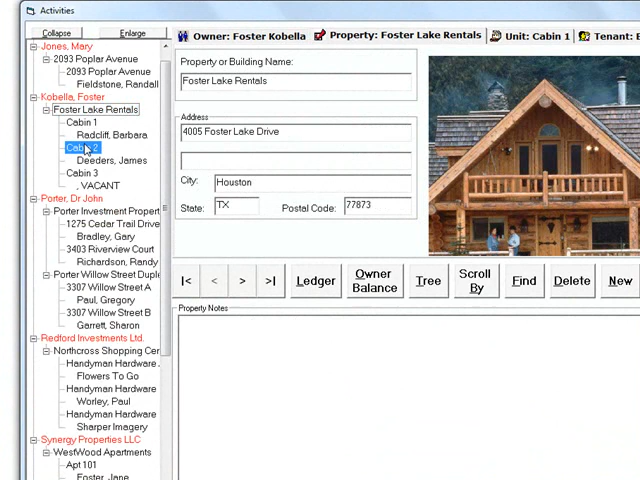 Activities
Collapse Enlarge
Jones, Mary
2093 Poplar Avenue
2093 Poplar Avenue
Fieldstone, Randall
Kobella, Foster
Foster Lake Rentals
Cabin 1
Radcliff, Barbara
Cabin 2
Deeders, James
Cabin 3
, VACANT
Porter, Dr John
Porter Investment Propert
1275 Cedar Trail Drive
Bradley, Gary
3403 Riverview Court
Richardson, Randy
Porter Willow Street Duple
3307 Willow Street A
Paul, Gregory
3307 Willow Street B
Garrett, Sharon
Redford Investments Ltd.
Northcross Shopping Cer
Handyman Hardware
Flowers To Go
Handyman Hardware
Worley, Paul
Handyman Hardware
Sharper Imagery
Synergy Properties LLC
WestWood Apartments
Apt 101
Foster, Jane
Owner: Foster Kobella Property: Foster Lake Rentals Unit: Cabin 1 Tenant:
Property or Building Name:
Foster Lake Rentals
Address
4005 Foster Lake Drive
City: Houston
State: TX Postal Code: 77873
|< < > >| Ledger Owner Balance Tree Scroll By Find Delete New
Property Notes